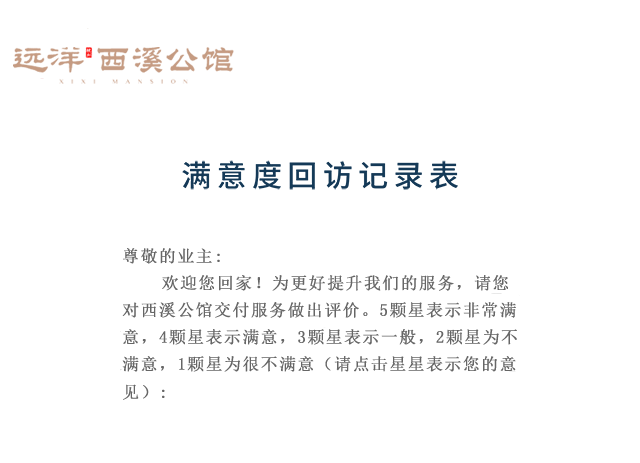 远洋 西溪公馆
XIXI MANSION
满意度回访记录表
尊敬的业主:
欢迎您回家!为更好提升我们的服务,请您
对西溪公馆交付服务做出评价。5颗星表示非常满
意,4颗星表示满意,3颗星表示一般,2颗星为不
满意,1颗星为很不满意(请点击星星表示您的意
见):